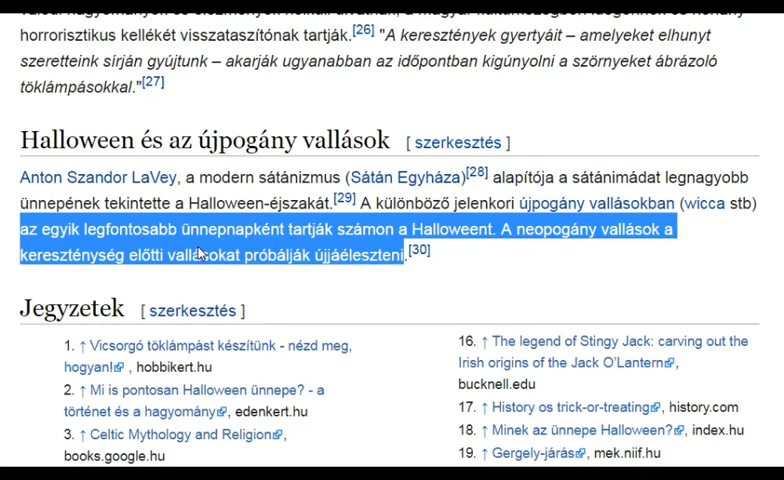 horrorisztikus kellékét visszataszítónak tartják.[26] "A keresztények gyertyáit – amelyeket elhunyt
szeretteink sírján gyújtunk – akarják ugyanabban az időpontban kigúnyolni a szörnyeket ábrázoló
töklámpásokkal."[27]
Halloween és az újpogány vallások [ szerkesztés ]
Anton Szandor LaVey, a modern sátánizmus (Sátán Egyháza)[28] alapítója a sátánimádat legnagyobb
ünnepének tekintette a Halloween-éjszakát.[29] A különböző jelenkori újpogány vallásokban (wicca stb)
az egyik legfontosabb ünnepnapként tartják számon a Halloweent. A neopogány vallások a
kereszténység előtti vallásokat próbálják újjáéleszteni.[30]
Jegyzetek [ szerkesztés ]
1. ↑ Vicsorgó töklámpást készítünk - nézd meg,
hogyan! , hobbikert.hu
2. ↑ Mi is pontosan Halloween ünnepe? - a
történet és a hagyomány, edenkert.hu
3. ↑ Celtic Mythology and Religion,
books.google.hu
16. ↑ The legend of Stingy Jack: carving out the
Irish origins of the Jack O'Lantern,
bucknell.edu
17. ↑ History os trick-or-treating, history.com
18. ↑ Minek az ünnepe Halloween?, index.hu
19. ↑ Gergely-járás, mek.niif.hu